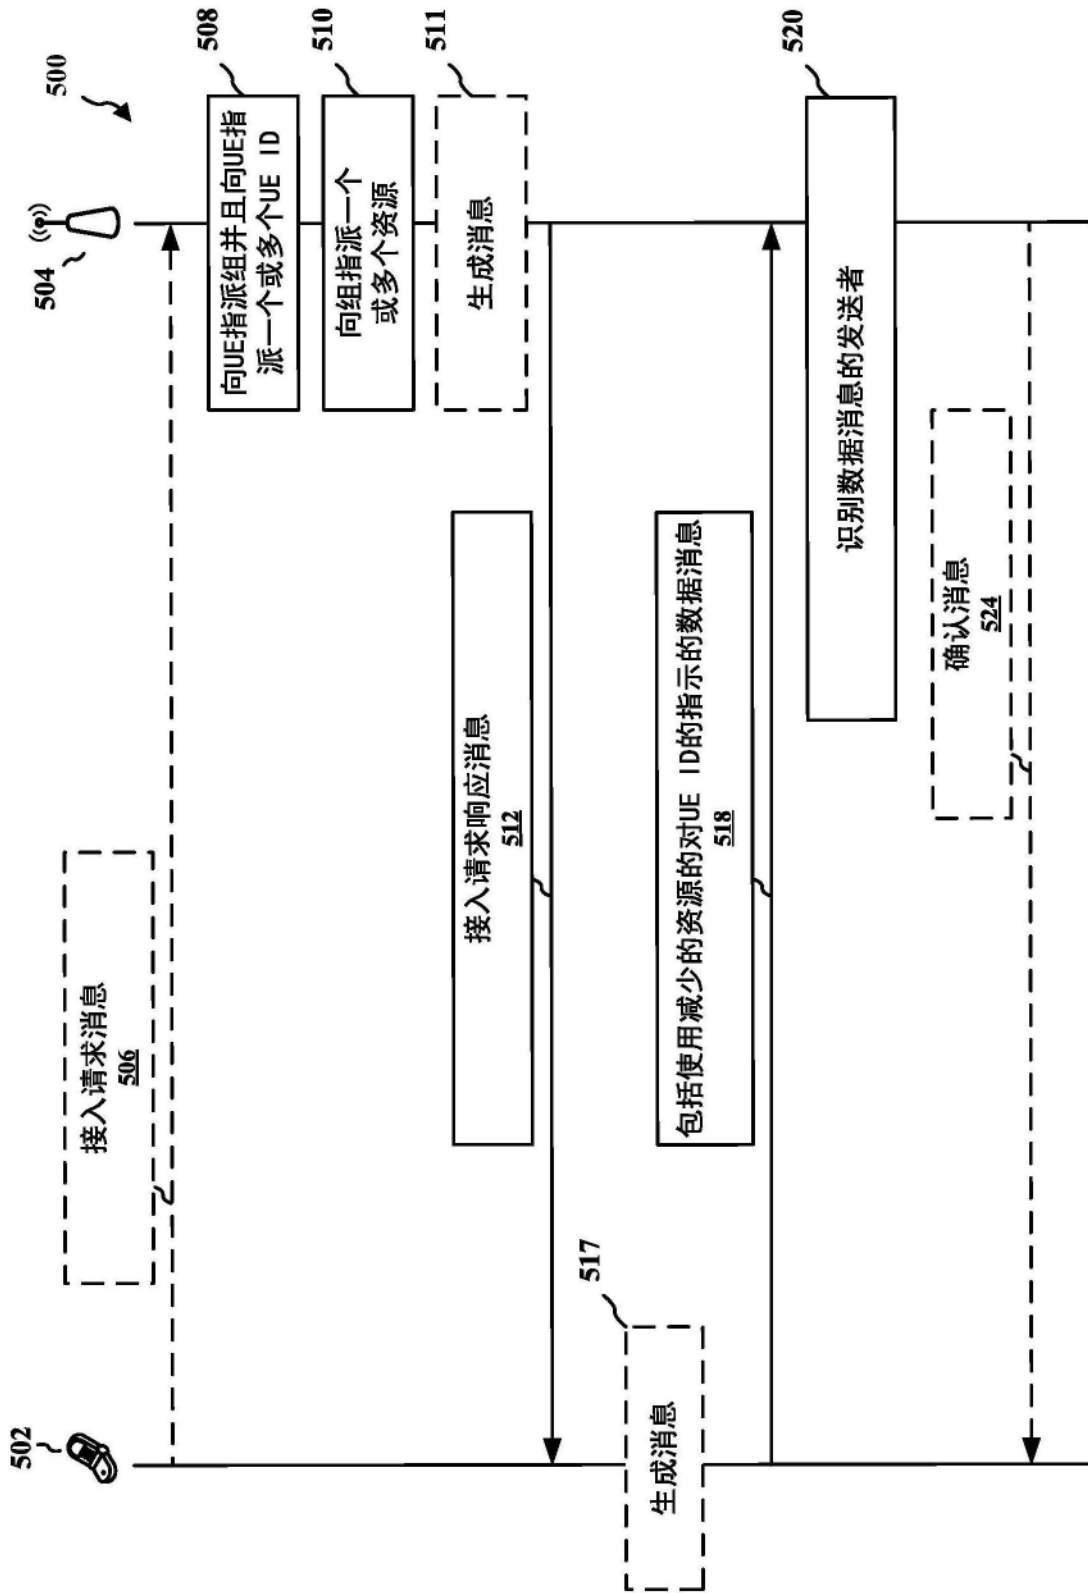 500
502
504
接入请求消息
506
508
向UE指派组并且向UE指
派一个或多个UE ID
510
向组指派一个
或多个资源
511
生成消息
接入请求响应消息
512
517
生成消息
包括使用减少的资源的对UE ID的指示的数据消息
518
520
识别数据消息的发送者
确认消息
524